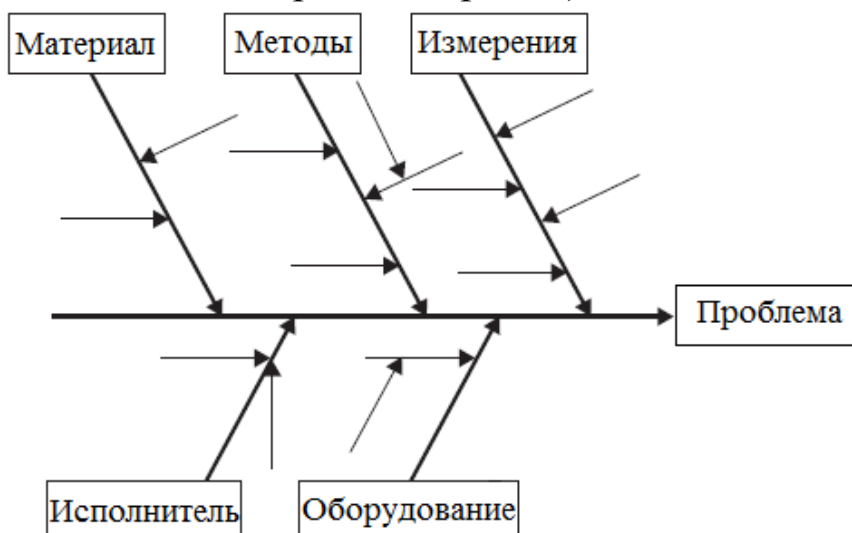 Материал
Методы
Измерения
Проблема
Исполнитель
Оборудование